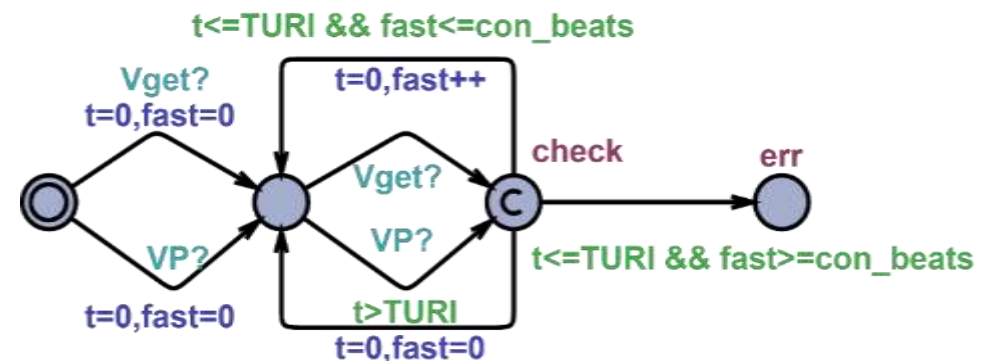 t<=TURI && fast<=con_beats
Vget?
t=0,fast=0
t=0,fast++
check
err
Vget?
C
VP?
VP?
t<=TURI && fast>=con_beats
t=0,fast=0
t>TURI
t=0,fast=0